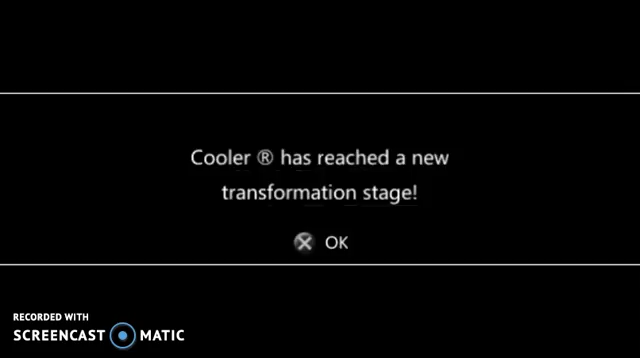 Cooler ® has reached a new
transformation stage!
OK
RECORDED WITH
SCREENCAST MATIC